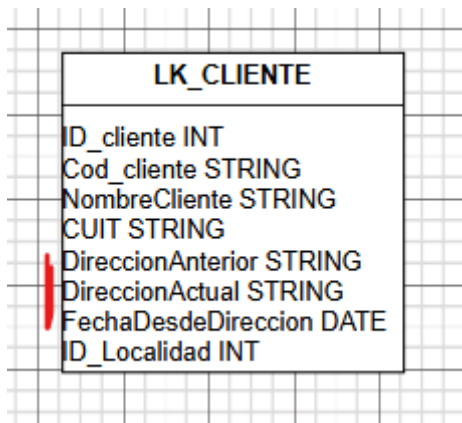 LK_CLIENTE
ID_cliente INT
Cod_cliente STRING
NombreCliente STRING
CUIT STRING
DireccionAnterior STRING
DireccionActual STRING
FechaDesdeDireccion DATE
ID_Localidad INT